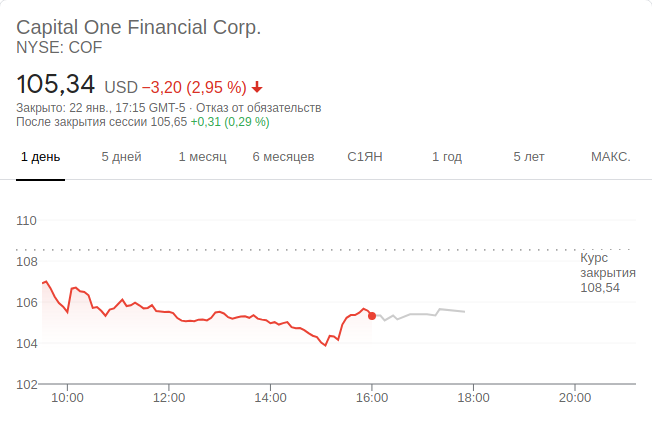 Capital One Financial Corp.
NYSE: COF
105,34 USD −3,20 (2,95 %)
Закрыто: 22 янв., 17:15 GMT-5 · Отказ от обязательств
После закрытия сессии 105,65 +0,31 (0,29 %)
1 день 5 дней 1 месяц 6 месяцев С1ЯН 1 год 5 лет МАКС.
110
108
106
104
102
Курс
закрытия
108,54
10:00 12:00 14:00 16:00 18:00 20:00